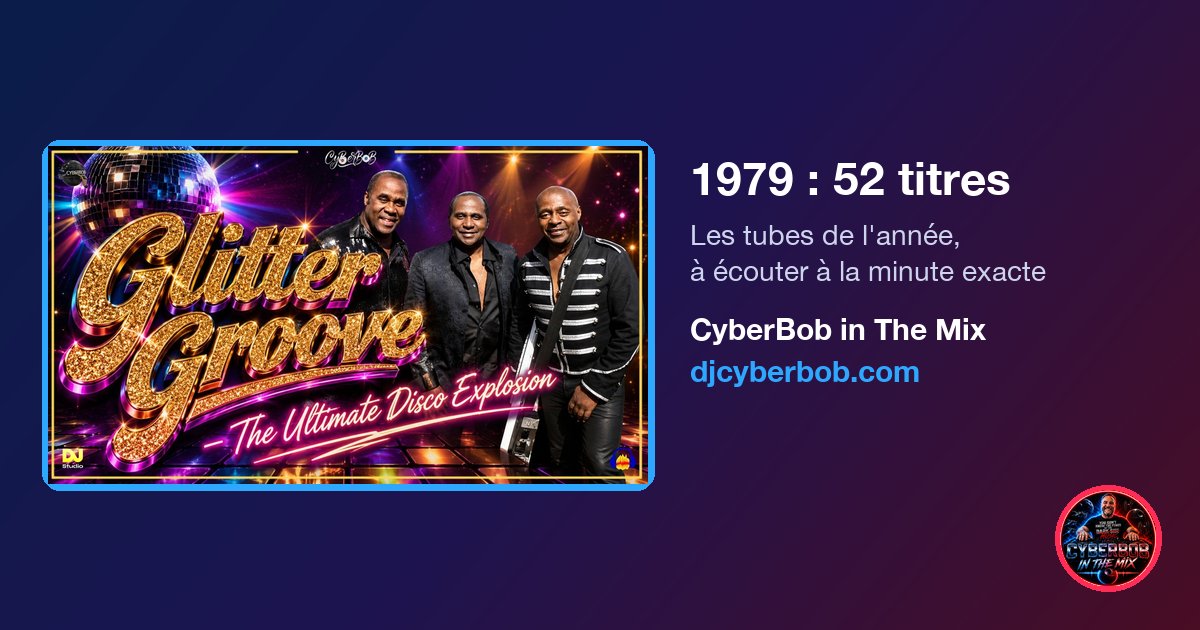 CyBerBoB
CYBERBOB
Glitter
Groove
– The Ultimate Disco Explosion
DJ
Studio
1979 : 52 titres
Les tubes de l'année,
à écouter à la minute exacte
CyberBob in The Mix
djcyberbob.com
CYBERBOB
IN THE MIX